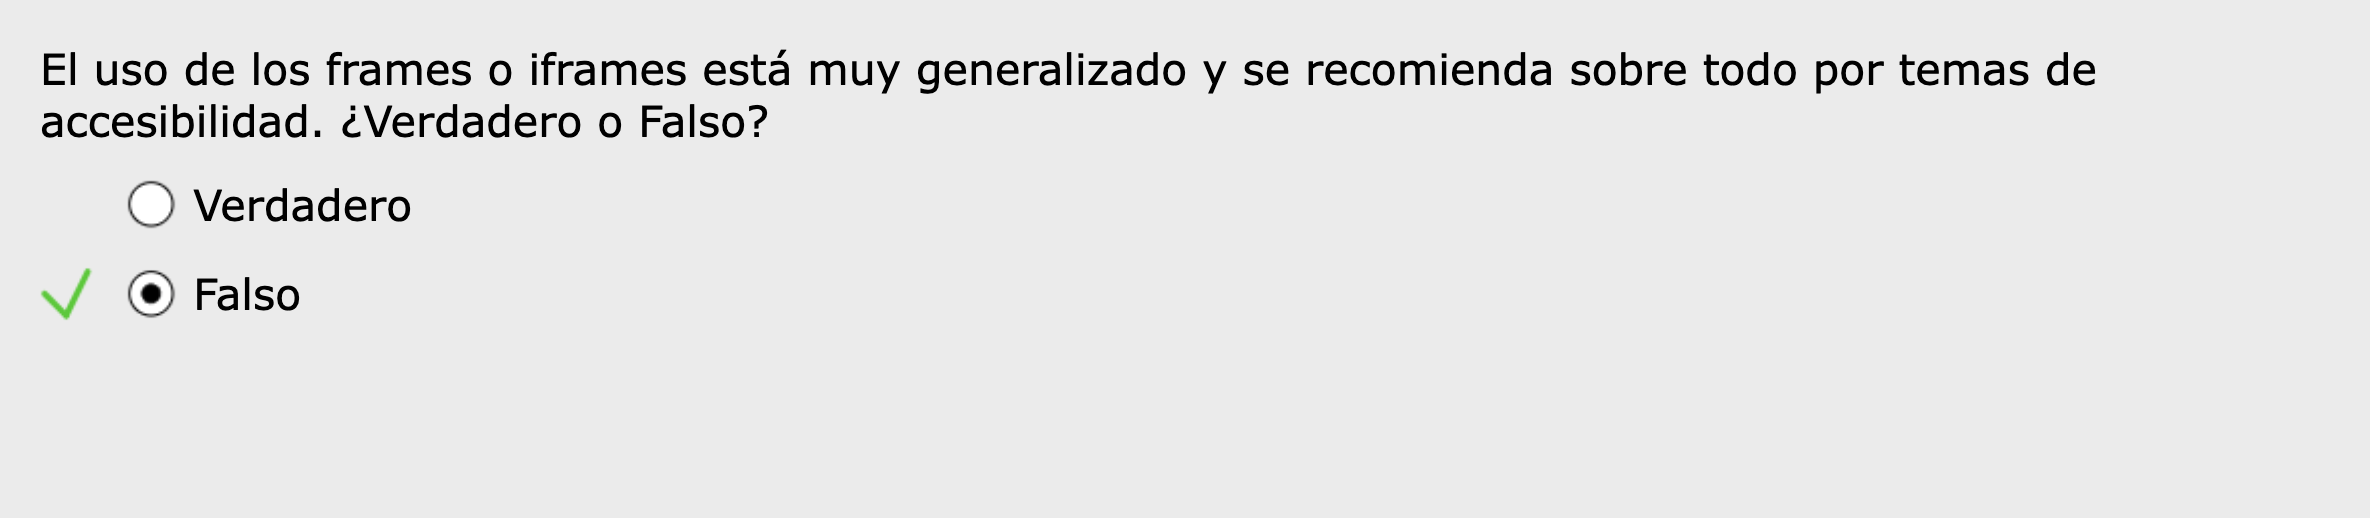 El uso de los frames o iframes está muy generalizado y se recomienda sobre todo por temas de
accesibilidad. ¿Verdadero o Falso?
Verdadero
Falso